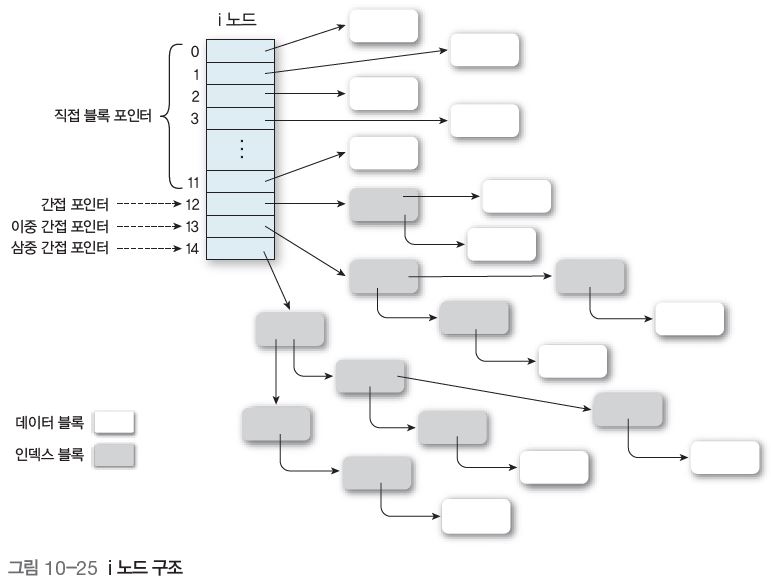 i 노드
0
1
직접 블록 포인터
2
3
⋮
11
간접 포인터 12
이중 간접 포인터 13
삼중 간접 포인터 14
데이터 블록
인덱스 블록
그림 10-25 i 노드 구조